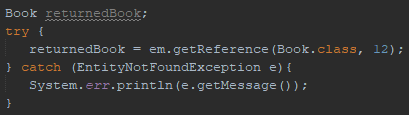 Book returnedBook;
try {
returnedBook = em.getReference(Book.class, 12);
} catch (EntityNotFoundException e){
System.err.println(e.getMessage());
}